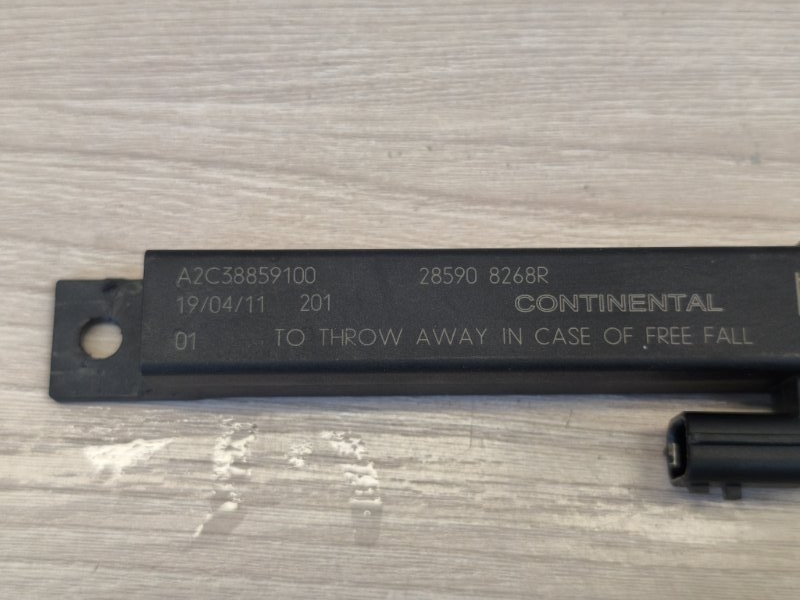 A2C38859100 28590 8268R
19/04/11 201 CONTINENTAL
01 TO THROW AWAY IN CASE OF FREE FALL